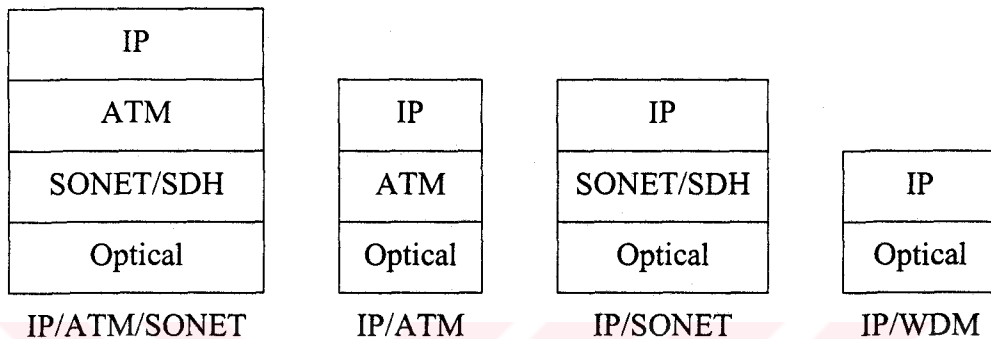 IP
ATM
SONET/SDH
Optical
IP/ATM/SONET
IP
ATM
Optical
IP/ATM
IP
SONET/SDH
Optical
IP/SONET
IP
Optical
IP/WDM